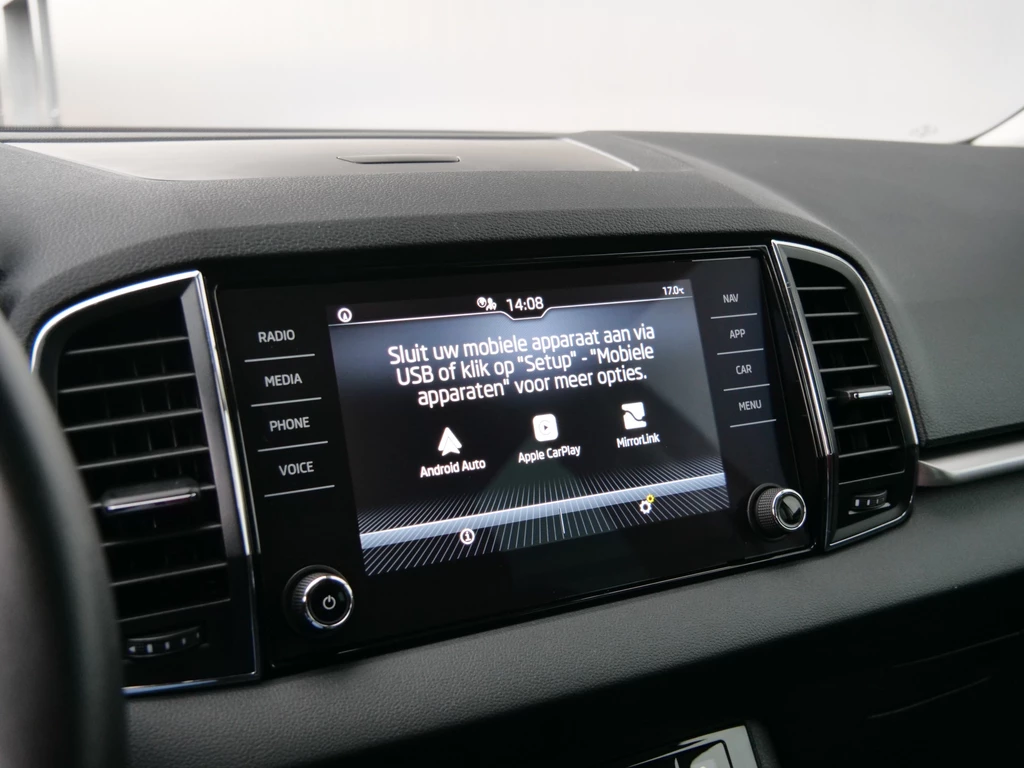 14:08
17.0°C
RADIO
MEDIA
PHONE
VOICE
Sluit uw mobiele apparaat aan via
USB of klik op "Setup" - "Mobiele
apparaten" voor meer opties.
Android Auto
Apple CarPlay
MirrorLink
NAV
APP
CAR
MENU